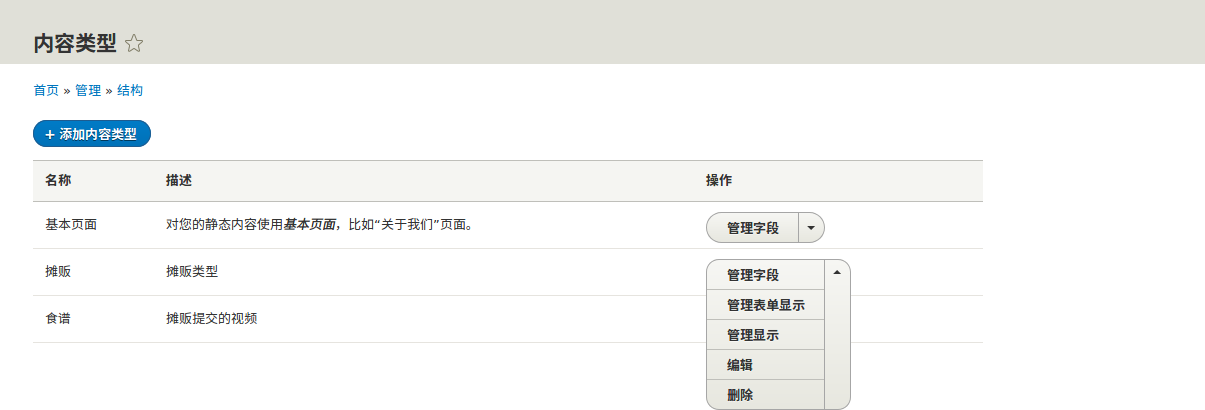 内容类型
首页 » 管理 » 结构
+ 添加内容类型
名称 描述 操作
基本页面 对您的静态内容使用基本页面，比如“关于我们”页面。 管理字段
摊贩 摊贩类型 管理字段
管理表单显示
食谱 摊贩提交的视频
管理显示
编辑
删除